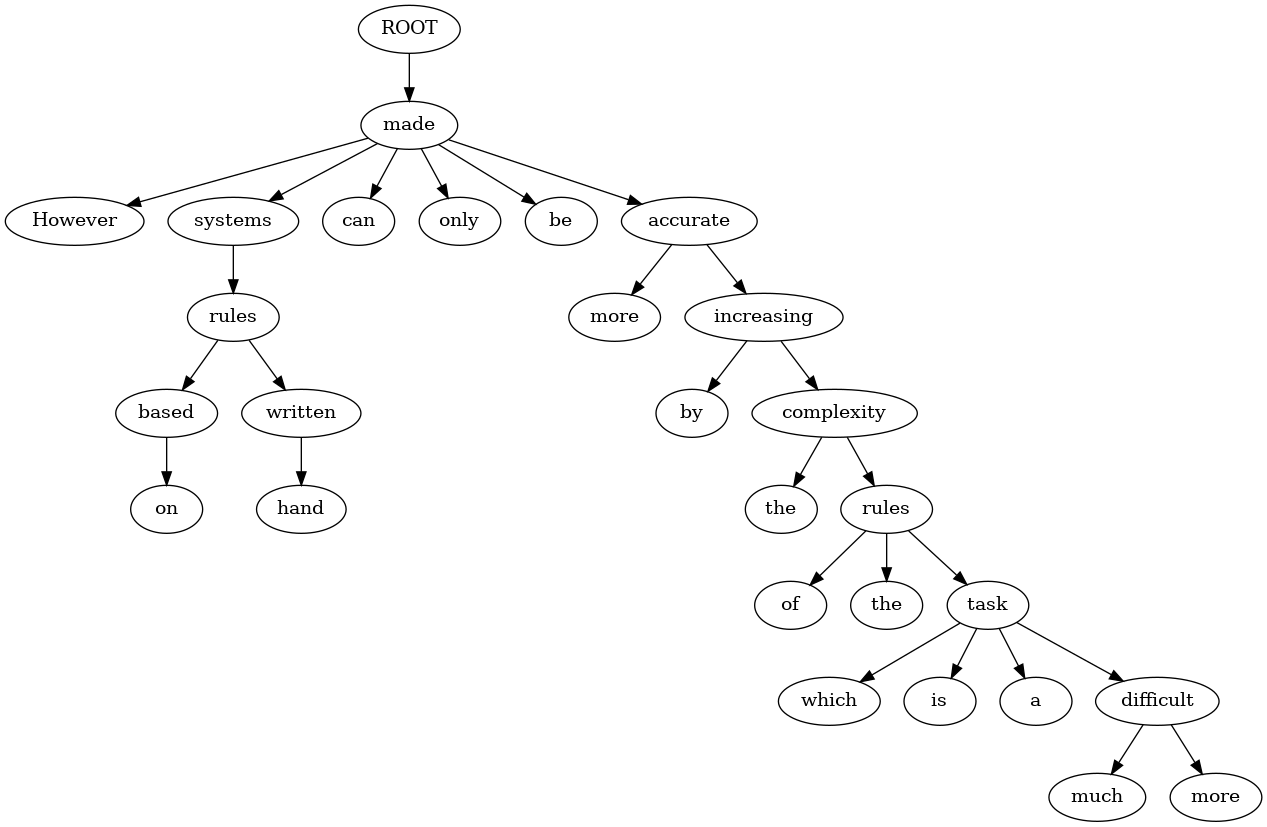 ROOT
made
However systems can only be accurate
rules more increasing
based written by complexity
on hand the rules
of the task
which is a difficult
much more